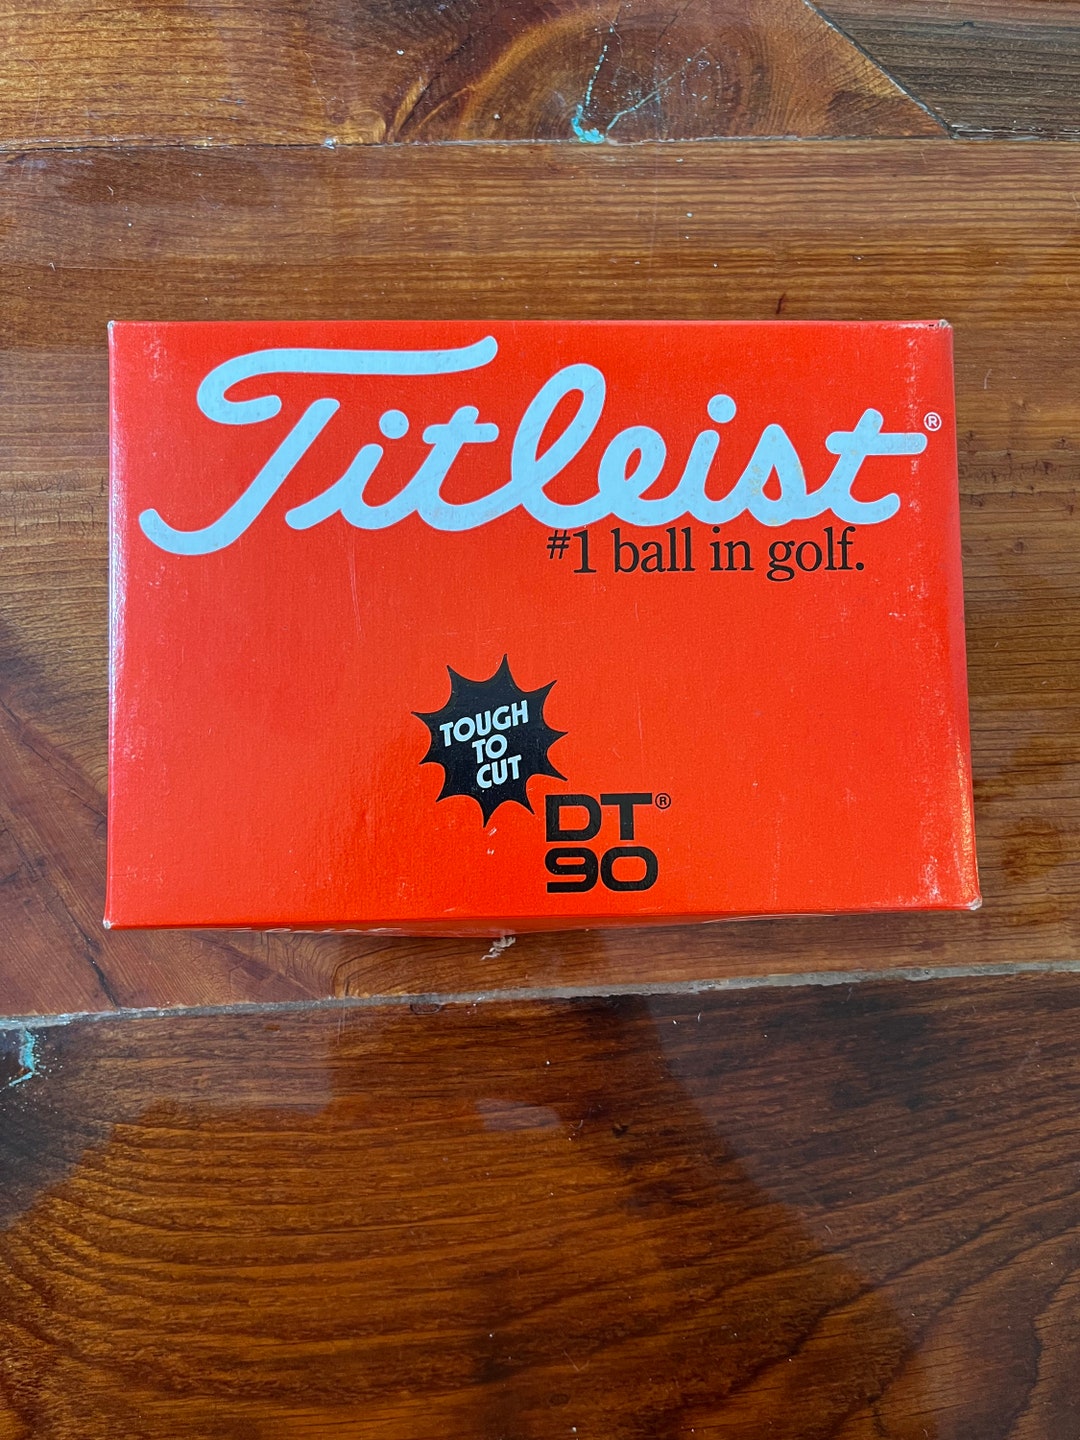 Titleist®
#1 ball in golf.
TOUGH
TO
CUT
DT®
90